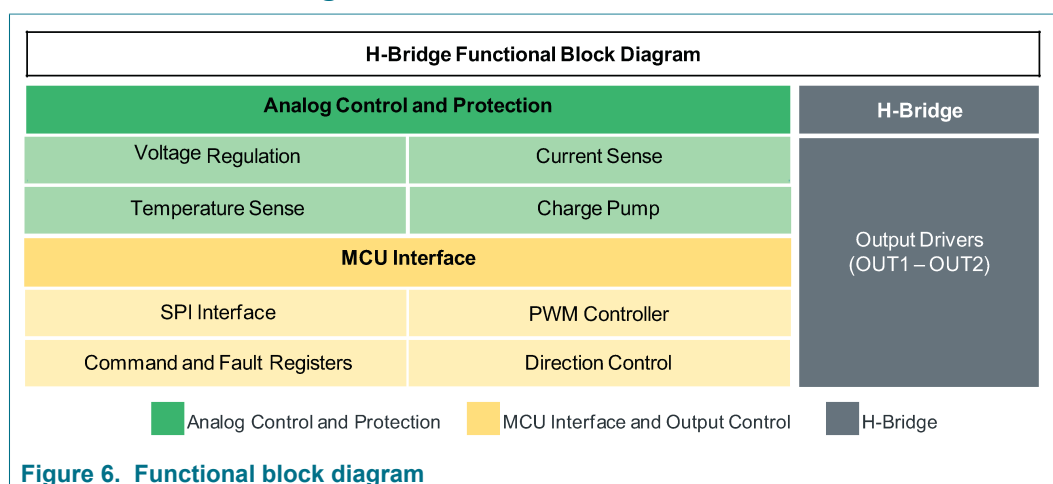 H-Bridge Functional Block Diagram
Analog Control and Protection
H-Bridge
Voltage Regulation
Current Sense
Temperature Sense
Charge Pump
Output Drivers
(OUT1 – OUT2)
MCU Interface
SPI Interface
PWM Controller
Command and Fault Registers
Direction Control
Analog Control and Protection
MCU Interface and Output Control
H-Bridge
Figure 6. Functional block diagram